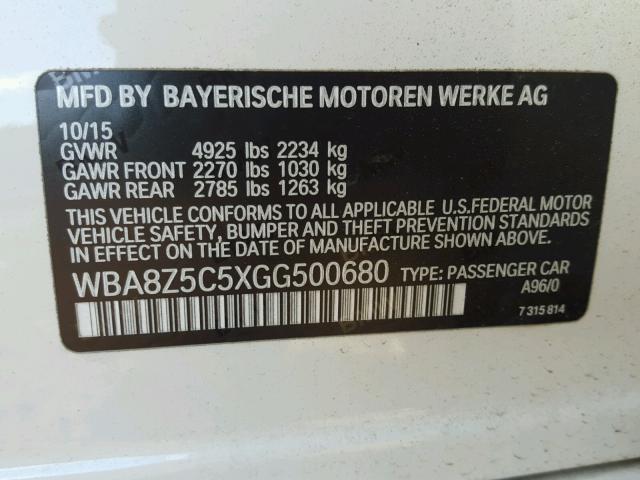 MFD BY BAYERISCHE MOTOREN WERKE AG
10/15
GVWR 4925 lbs 2234 kg
GAWR FRONT 2270 lbs 1030 kg
GAWR REAR 2785 lbs 1263 kg
THIS VEHICLE CONFORMS TO ALL APPLICABLE U.S.FEDERAL MOTOR
VEHICLE SAFETY, BUMPER AND THEFT PREVENTION STANDARDS
IN EFFECT ON THE DATE OF MANUFACTURE SHOWN ABOVE.
WBA8Z5C5XGG500680 TYPE: PASSENGER CAR
A96/0
7 315 814